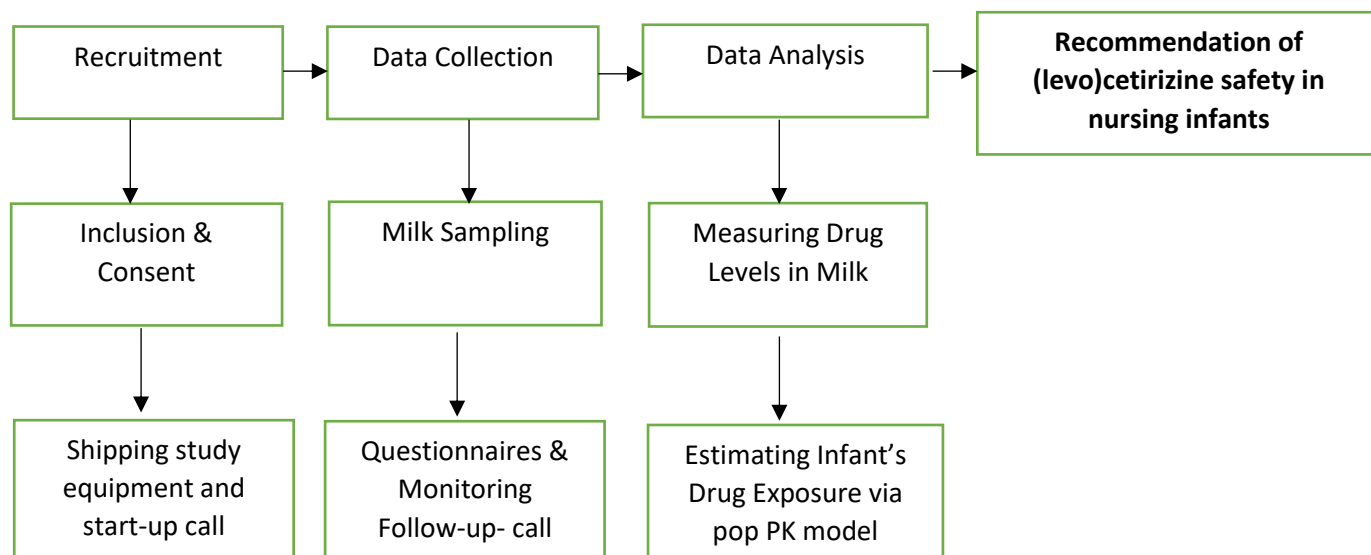 Recruitment
Data Collection
Data Analysis
Recommendation of
(levo)cetirizine safety in
nursing infants
Inclusion &
Consent
Milk Sampling
Measuring Drug
Levels in Milk
Shipping study
equipment and
start-up call
Questionnaires &
Monitoring
Follow-up- call
Estimating Infant’s
Drug Exposure via
pop PK model